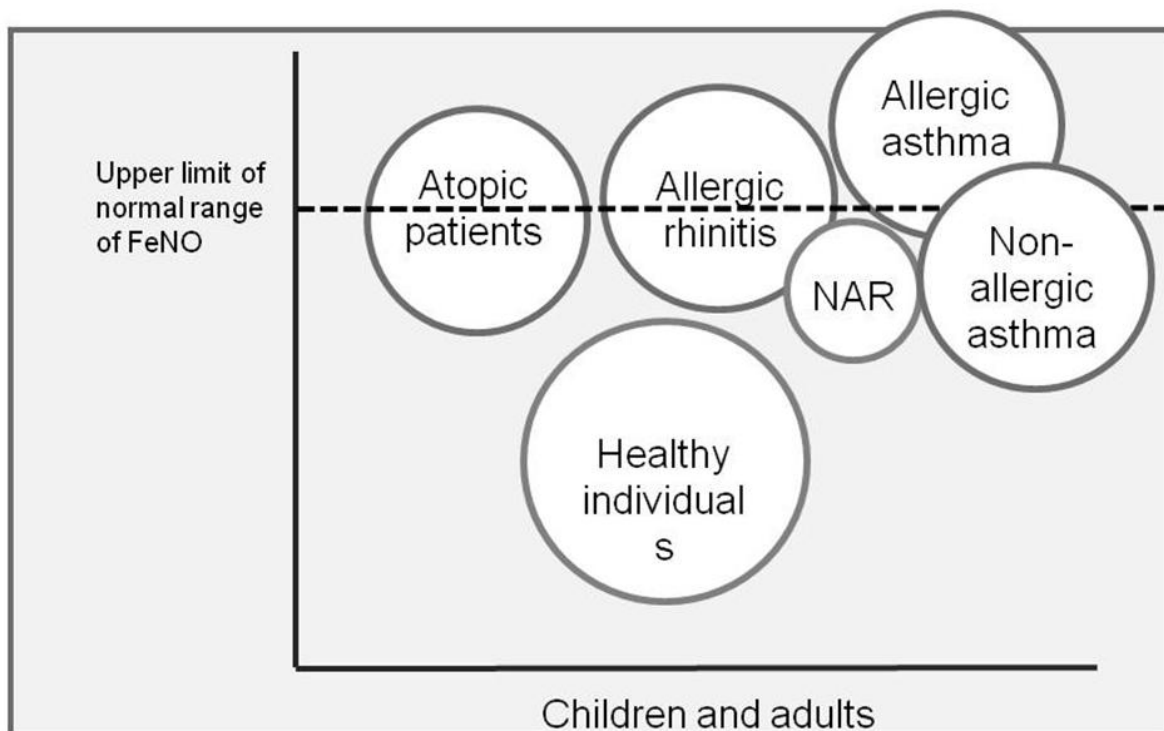 Upper limit of
normal range
of FeNO
Atopic
patients
Allergic
rhinitis
Allergic
asthma
NAR
Non-
allergic
asthma
Healthy
individual
s
Children and adults